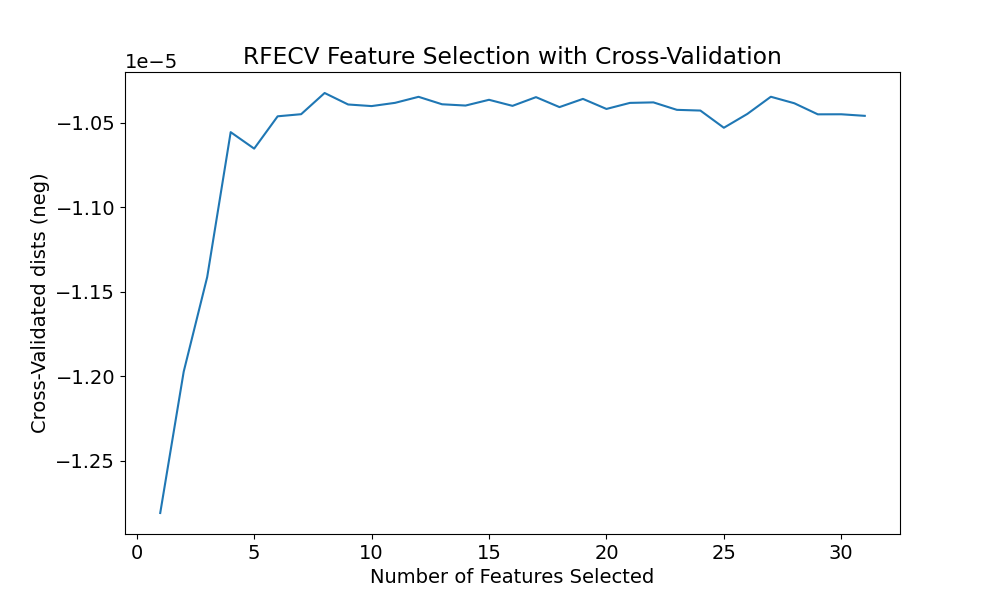 RFECV Feature Selection with Cross-Validation
1e−5
−1.05
−1.10
−1.15
−1.20
−1.25
Cross-Validated dists (neg)
0 5 10 15 20 25 30
Number of Features Selected